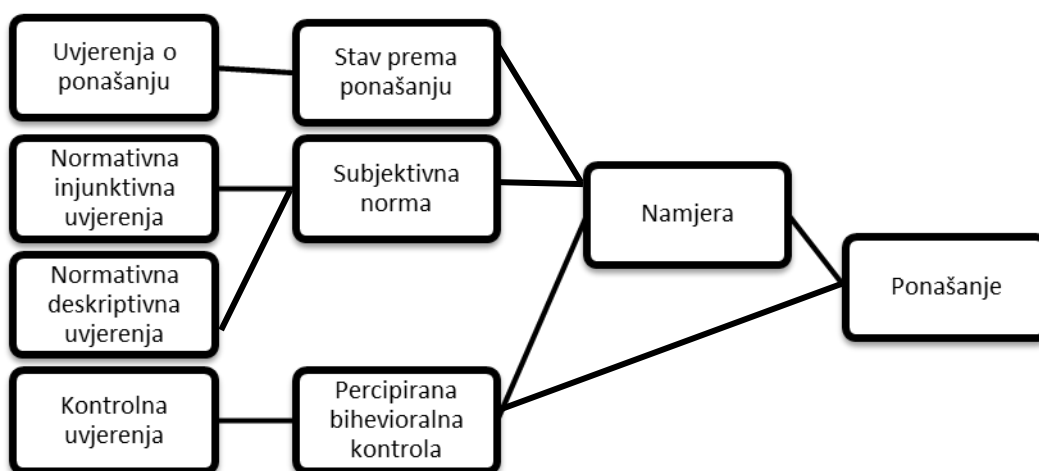 Uvjerenja o
ponašanju
Stav prema
ponašanju
Normativna
injunktivna
uvjerenja
Subjektivna
norma
Namjera
Normativna
deskriptivna
uvjerenja
Ponašanje
Kontrolna
uvjerenja
Percipirana
bihevioralna
kontrola